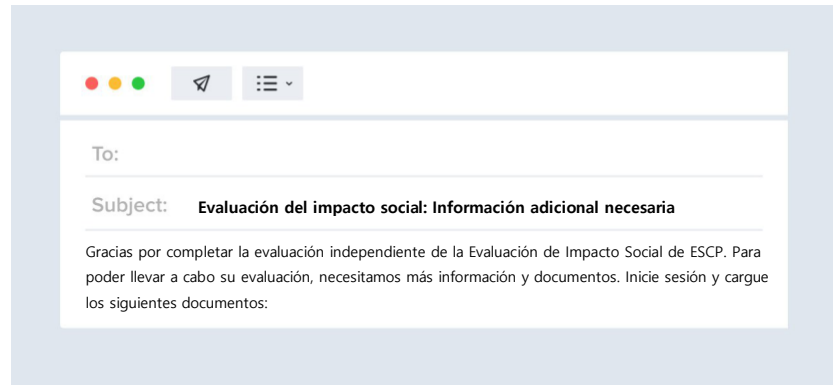 To:
Subject: Evaluación del impacto social: Información adicional necesaria
Gracias por completar la evaluación independiente de la Evaluación de Impacto Social de ESCP. Para
poder llevar a cabo su evaluación, necesitamos más información y documentos. Inicie sesión y cargue
los siguientes documentos: